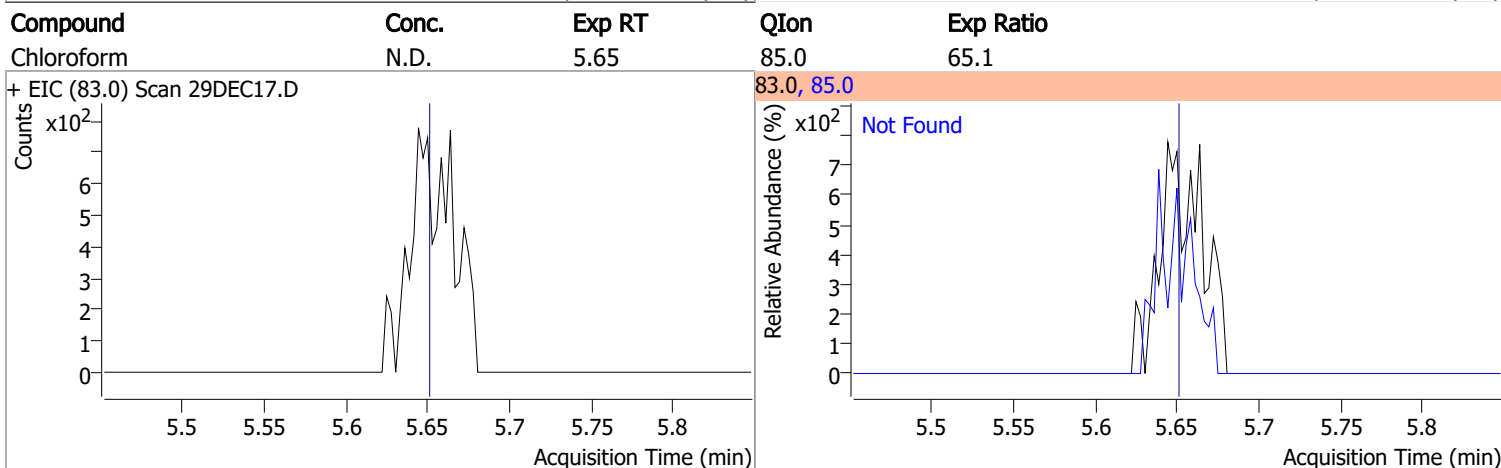 Compound Conc. Exp RT QIon Exp Ratio
Chloroform N.D. 5.65 85.0 65.1
+ EIC (83.0) Scan 29DEC17.D
Counts
x10²
6
5
4
3
2
1
0
5.5 5.55 5.6 5.65 5.7 5.75 5.8
Acquisition Time (min)
83.0, 85.0
Relative Abundance (%)
x10²
Not Found
7
6
5
4
3
2
1
0
5.5 5.55 5.6 5.65 5.7 5.75 5.8
Acquisition Time (min)